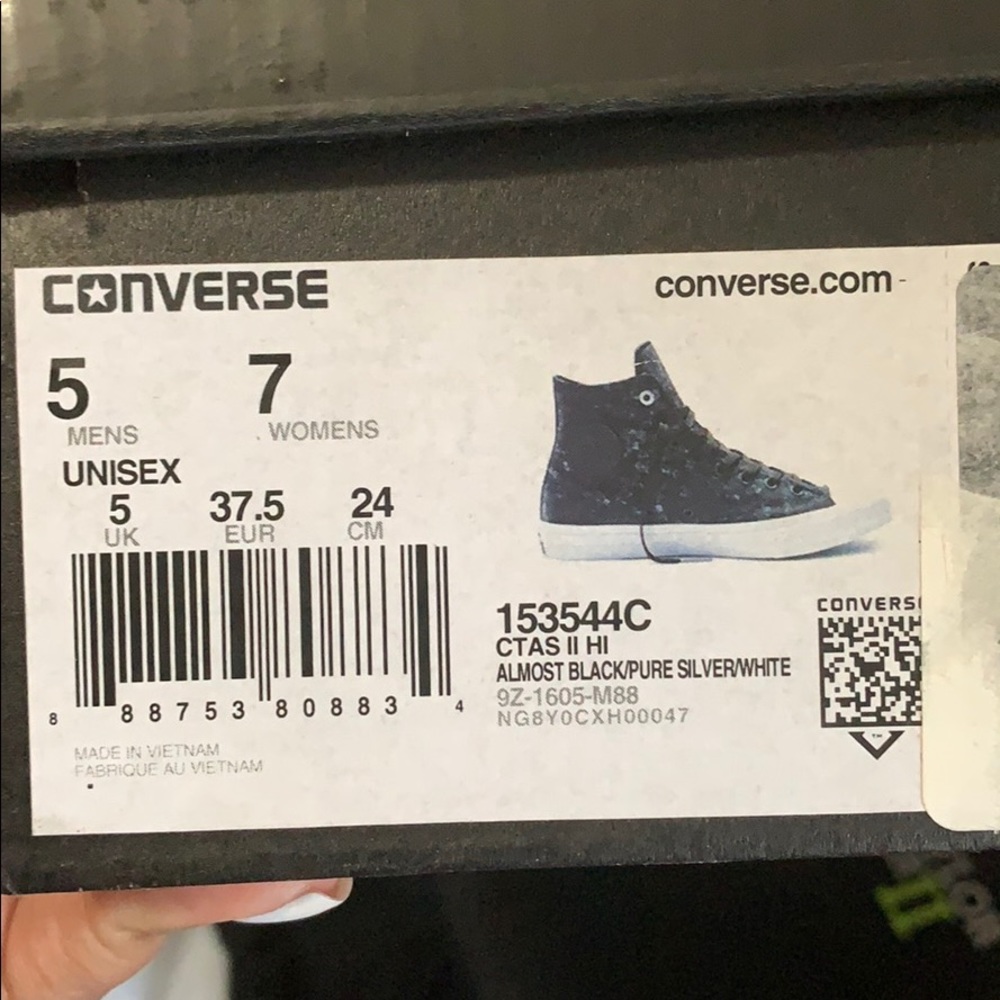 CONVERSE
converse.com
5 7
MENS WOMENS
UNISEX
5 37.5 24
UK EUR CM
8 88753 80883 4
MADE IN VIETNAM
FABRIQUE AU VIETNAM
153544C
CTAS II HI
ALMOST BLACK/PURE SILVER/WHITE
9Z-1605-M88
NG8Y0CXH00047
CONVERS
TM